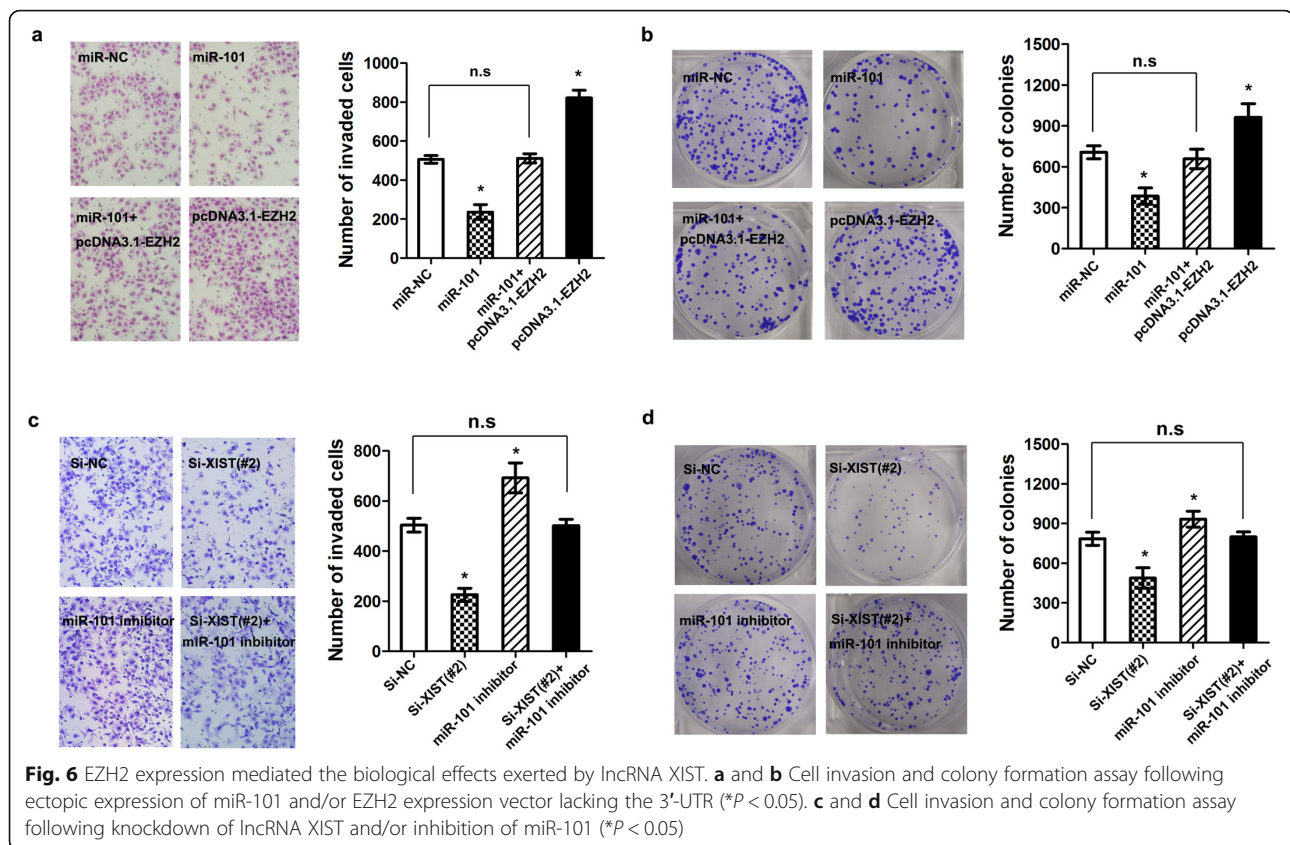 a
miR-NC
miR-101
miR-101+
pcDNA3.1-EZH2
pcDNA3.1-EZH2
Number of invaded cells
1000
800
600
400
200
0
n.s
*
*
miR-NC
miR-101
miR-101+
pcDNA3.1-EZH2
pcDNA3.1-EZH2
b
miR-NC
miR-101
miR-101+
pcDNA3.1-EZH2
pcDNA3.1-EZH2
Number of colonies
1500
1200
900
600
300
0
n.s
*
*
miR-NC
miR-101
miR-101+
pcDNA3.1-EZH2
pcDNA3.1-EZH2
c
Si-NC
Si-XIST(#2)
miR-101 inhibitor
Si-XIST(#2)+
miR-101 inbihitor
Number of invaded cells
800
600
400
200
0
n.s
*
*
Si-NC
Si-XIST(#2)
miR-101 inhibitor
Si-XIST(#2)+
miR-101 inhibitor
d
Si-NC
Si-XIST(#2)
miR-101 inhibitor
Si-XIST(#2)+
miR-101 inhibitor
Number of colonies
1500
1200
900
600
300
0
n.s
*
*
Si-NC
Si-XIST(#2)
miR-101 inhibitor
Si-XIST(#2)+
miR-101 inhibitor
Fig. 6 EZH2 expression mediated the biological effects exerted by lncRNA XIST. a and b Cell invasion and colony formation assay following
ectopic expression of miR-101 and/or EZH2 expression vector lacking the 3′-UTR (*P < 0.05). c and d Cell invasion and colony formation assay
following knockdown of lncRNA XIST and/or inhibition of miR-101 (*P < 0.05)